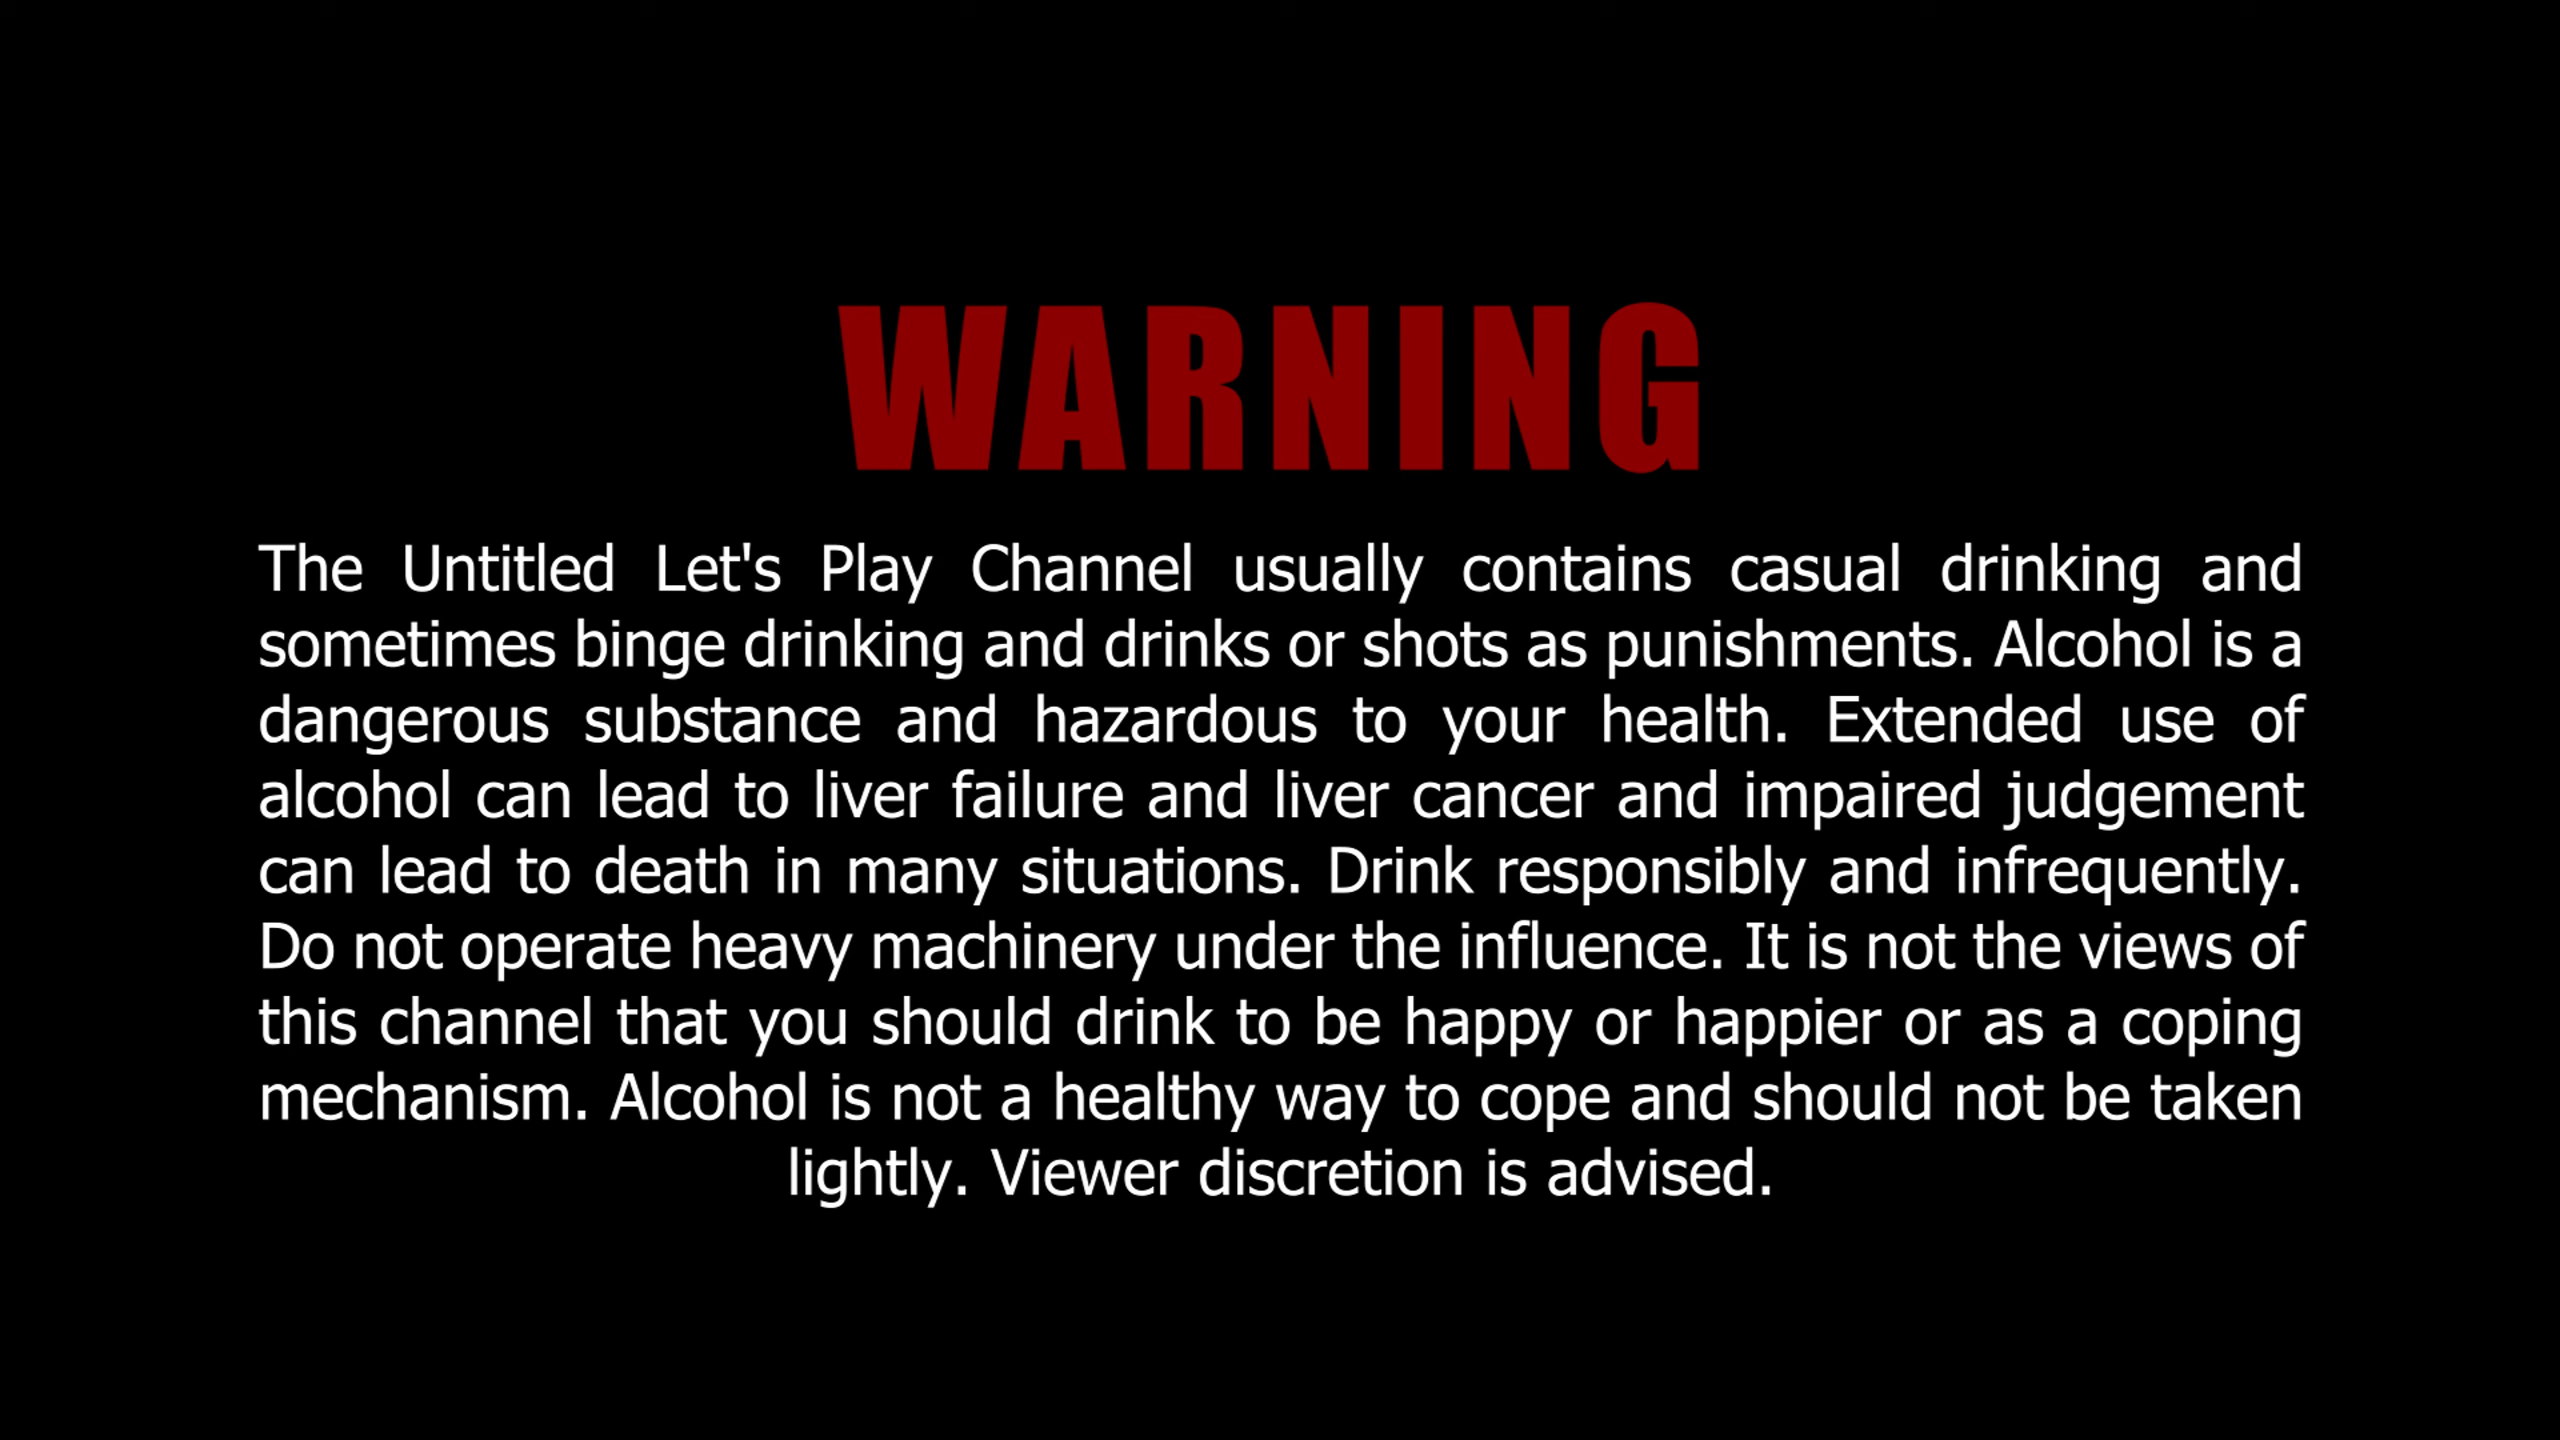 WARNING
The Untitled Let's Play Channel usually contains casual drinking and
sometimes binge drinking and drinks or shots as punishments. Alcohol is a
dangerous substance and hazardous to your health. Extended use of
alcohol can lead to liver failure and liver cancer and impaired judgement
can lead to death in many situations. Drink responsibly and infrequently.
Do not operate heavy machinery under the influence. It is not the views of
this channel that you should drink to be happy or happier or as a coping
mechanism. Alcohol is not a healthy way to cope and should not be taken
lightly. Viewer discretion is advised.